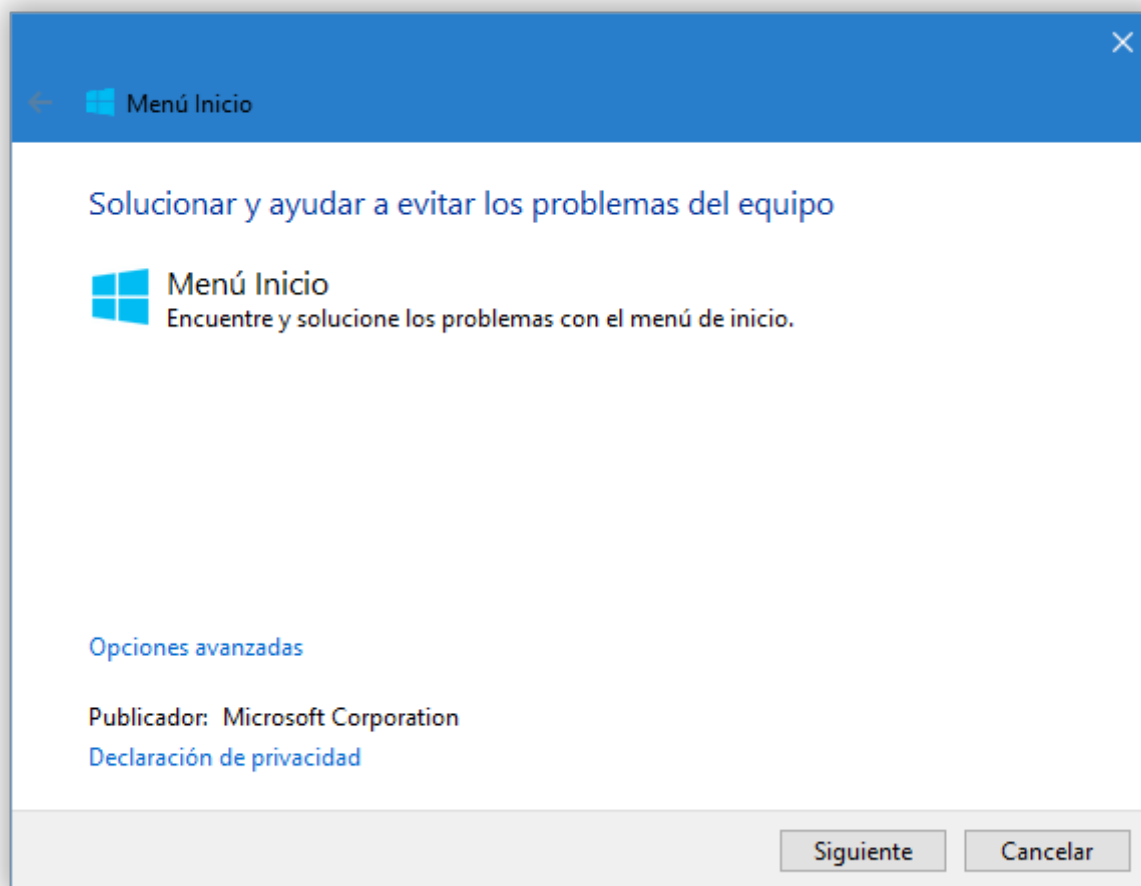 Menú Inicio
Solucionar y ayudar a evitar los problemas del equipo
Menú Inicio
Encuentre y solucione los problemas con el menú de inicio.
Opciones avanzadas
Publicador: Microsoft Corporation
Declaración de privacidad
Siguiente Cancelar